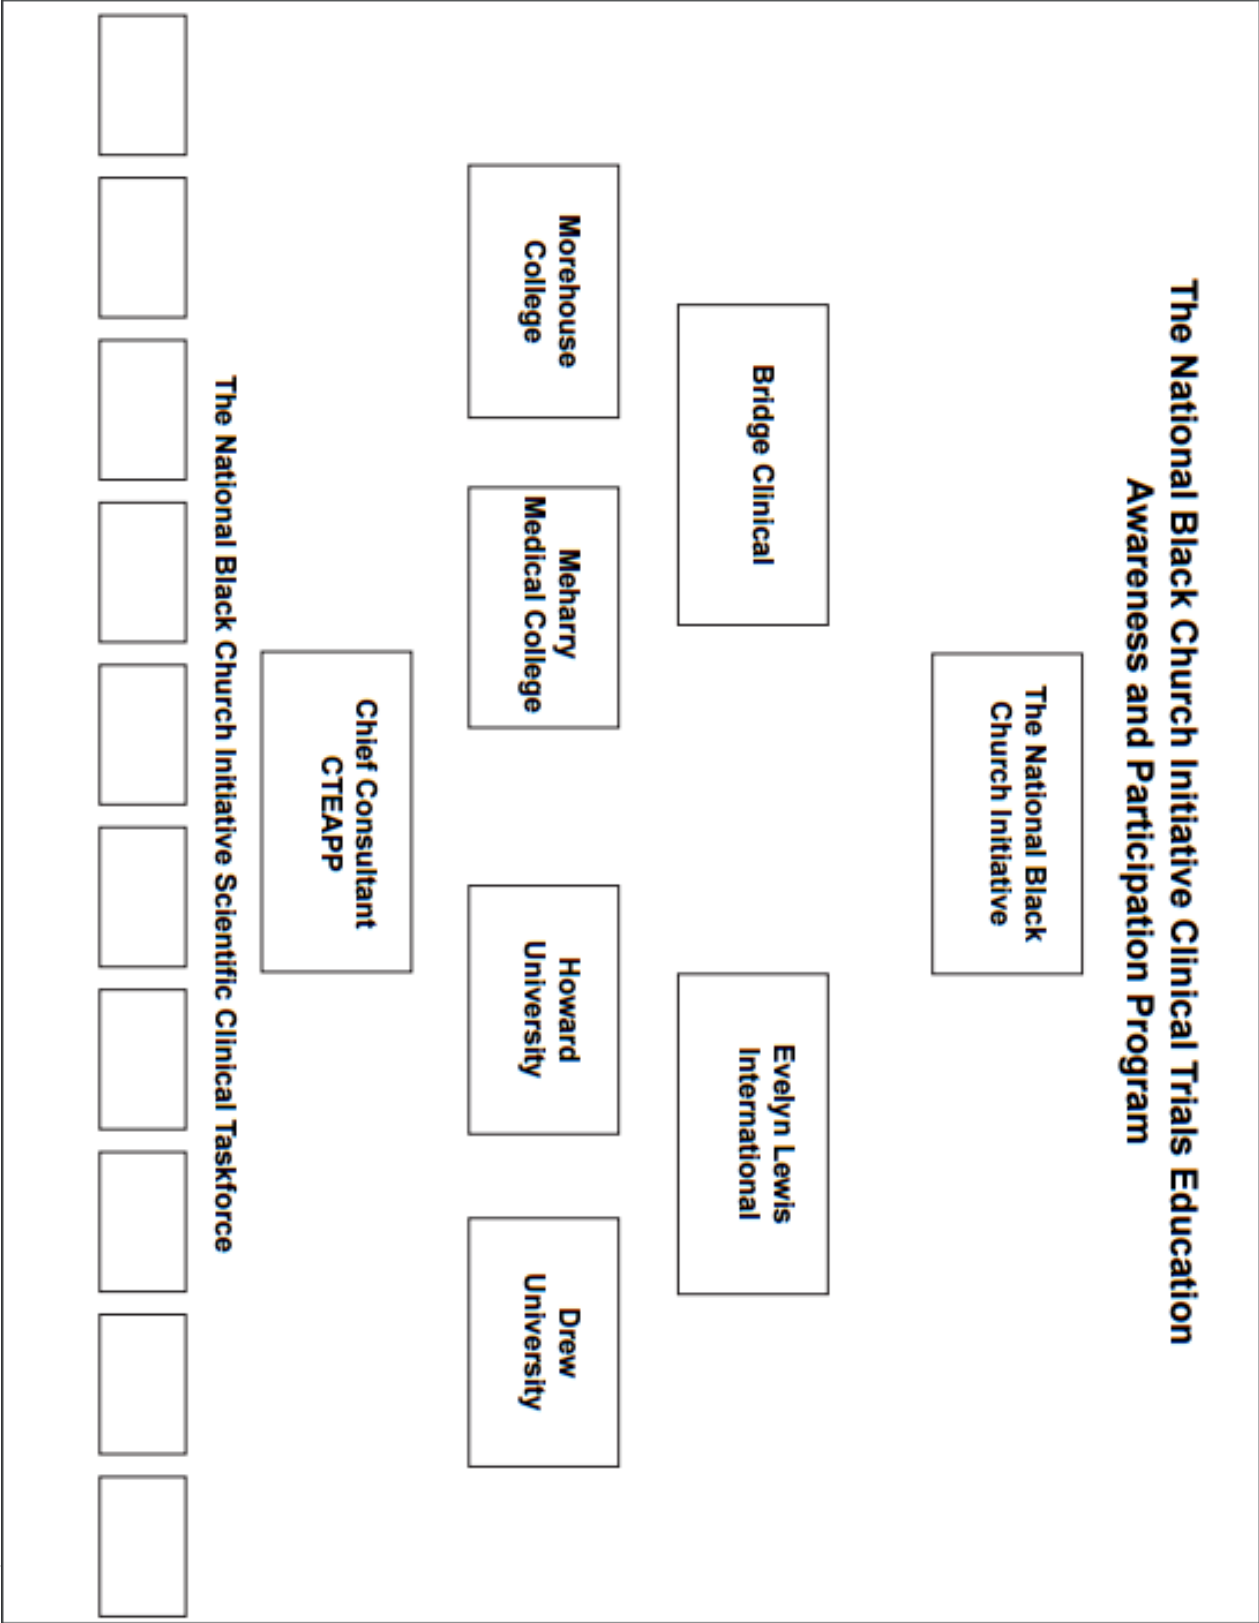 The National Black Church Initiative Clinical Trials Education
Awareness and Participation Program
The National Black
Church Initiative
Bridge Clinical
Evelyn Lewis
International
Morehouse
College
Meharry
Medical College
Howard
University
Drew
University
Chief Consultant
CTEAPP
The National Black Church Initiative Scientific Clinical Taskforce